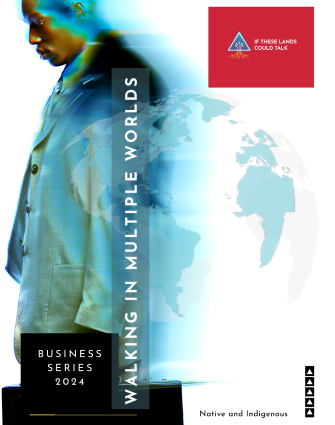 IF THESE LANDS
COULD TALK
WALKING IN MULTIPLE WORLDS
BUSINESS
SERIES
2024
Native and Indigenous